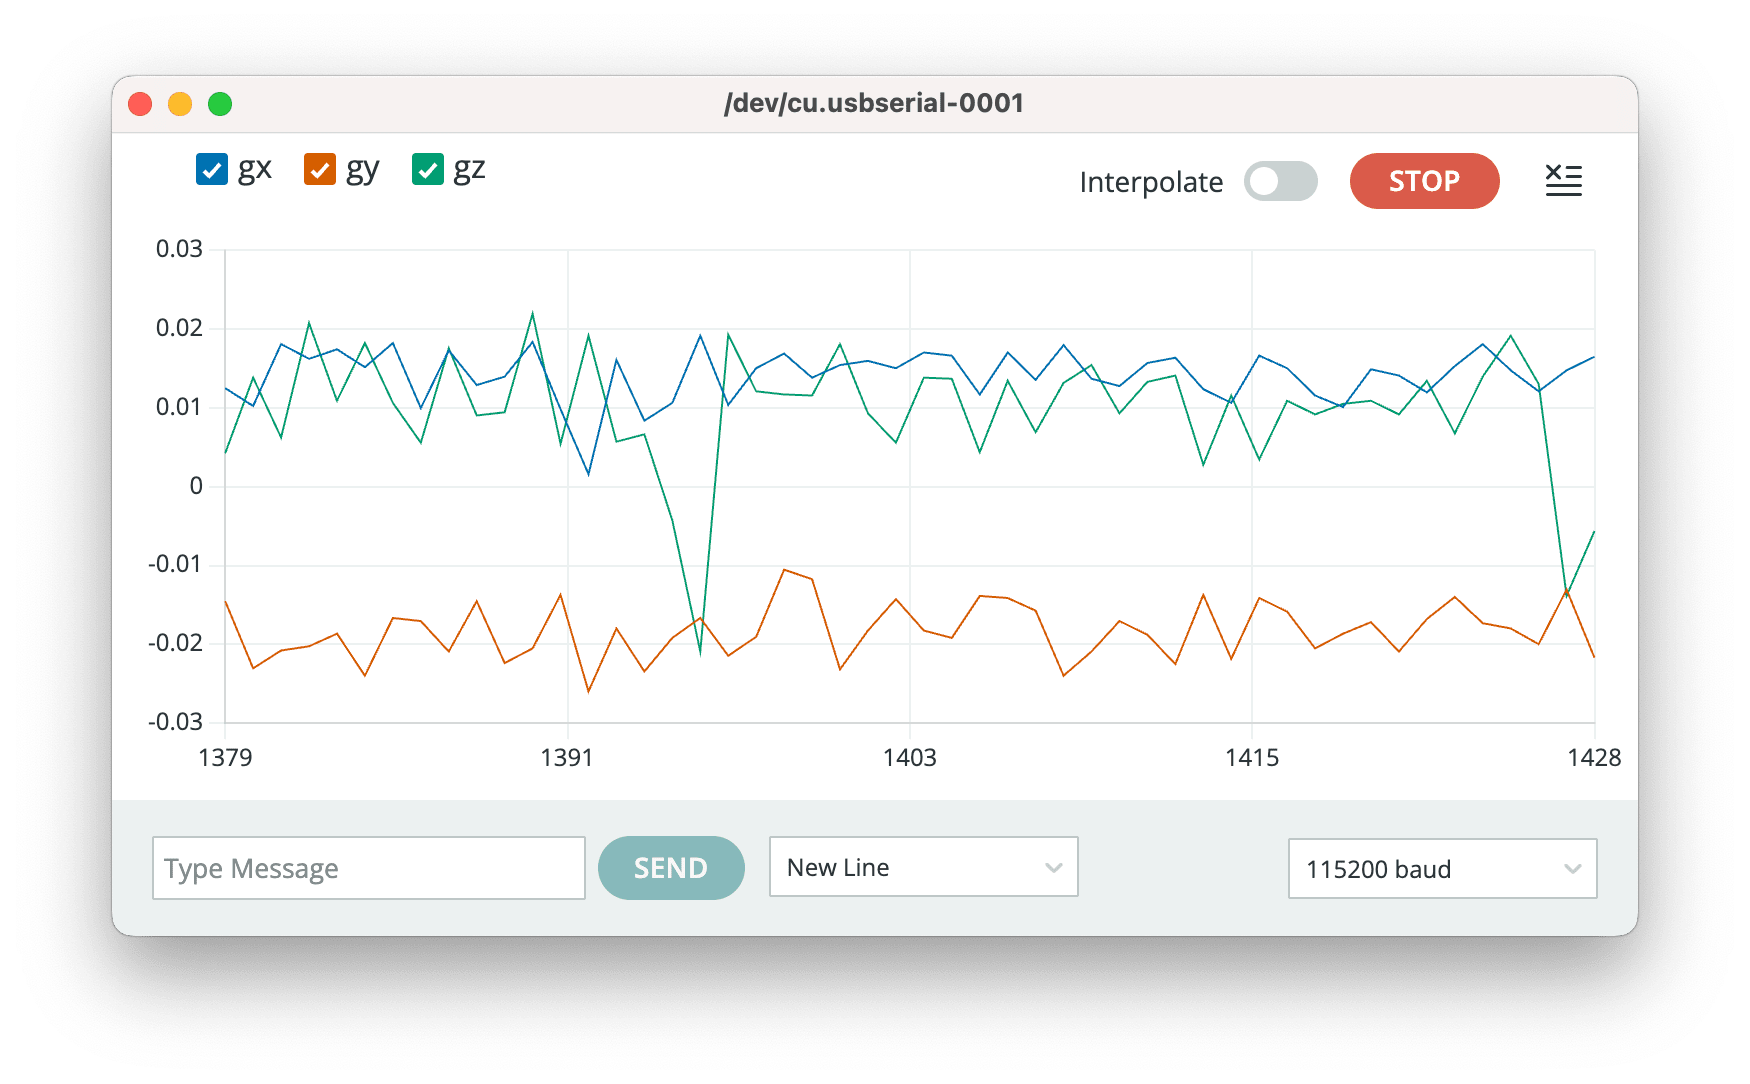 /dev/cu.usbserial-0001
gx gy gz
Interpolate STOP
0.03
0.02
0.01
0
-0.01
-0.02
-0.03
1379 1391 1403 1415 1428
Type Message SEND New Line 115200 baud